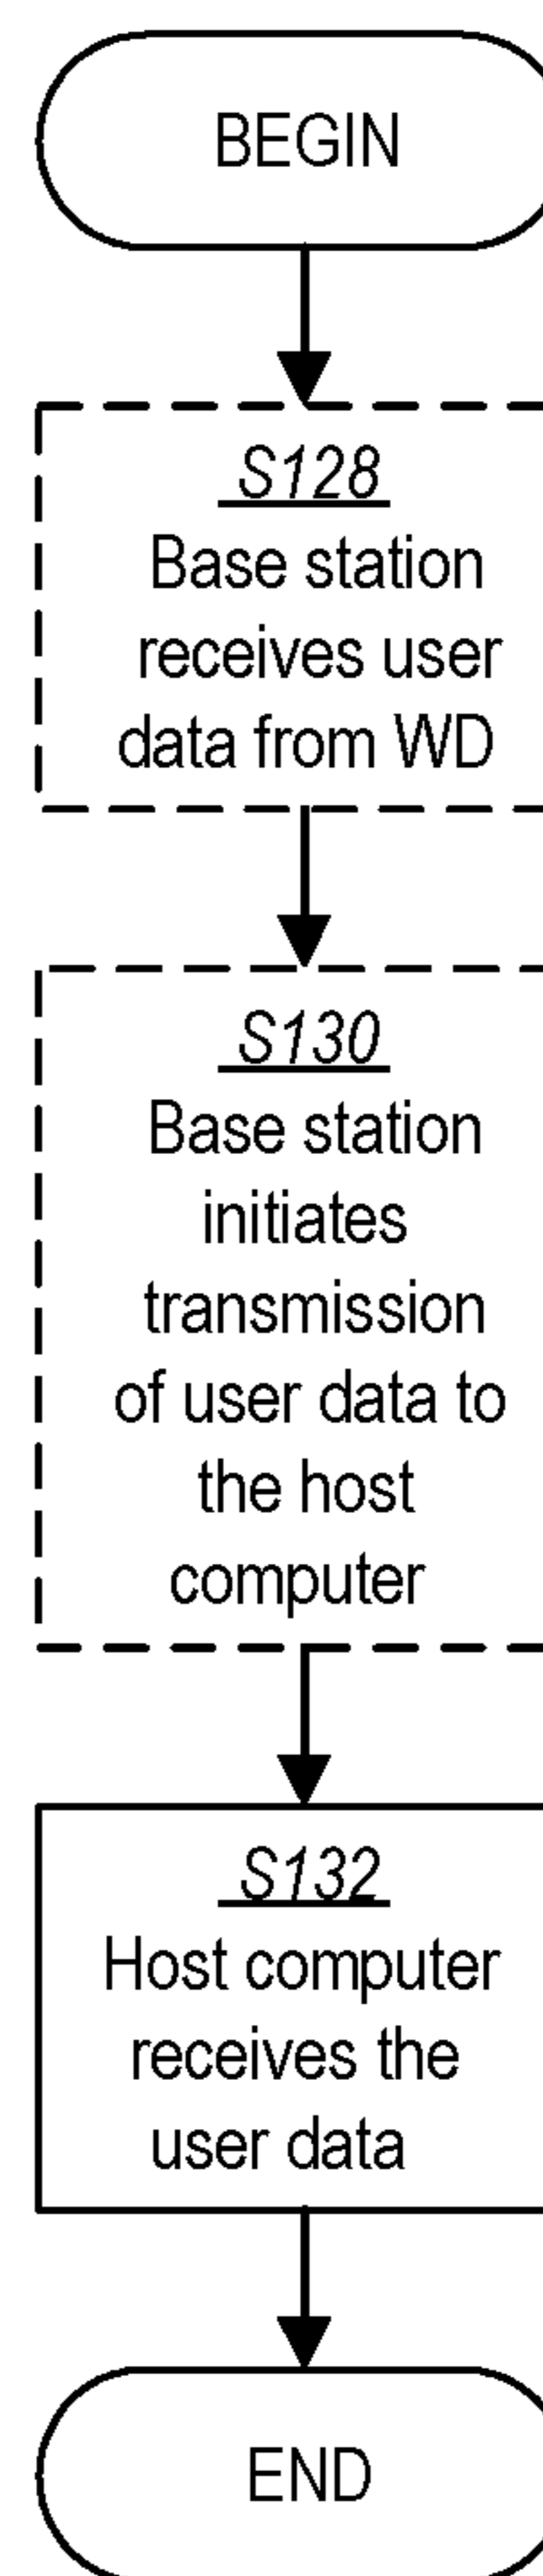 BEGIN
S128
Base station
receives user
data from WD
S130
Base station
initiates
transmission
of user data to
the host
computer
S132
Host computer
receives the
user data
END